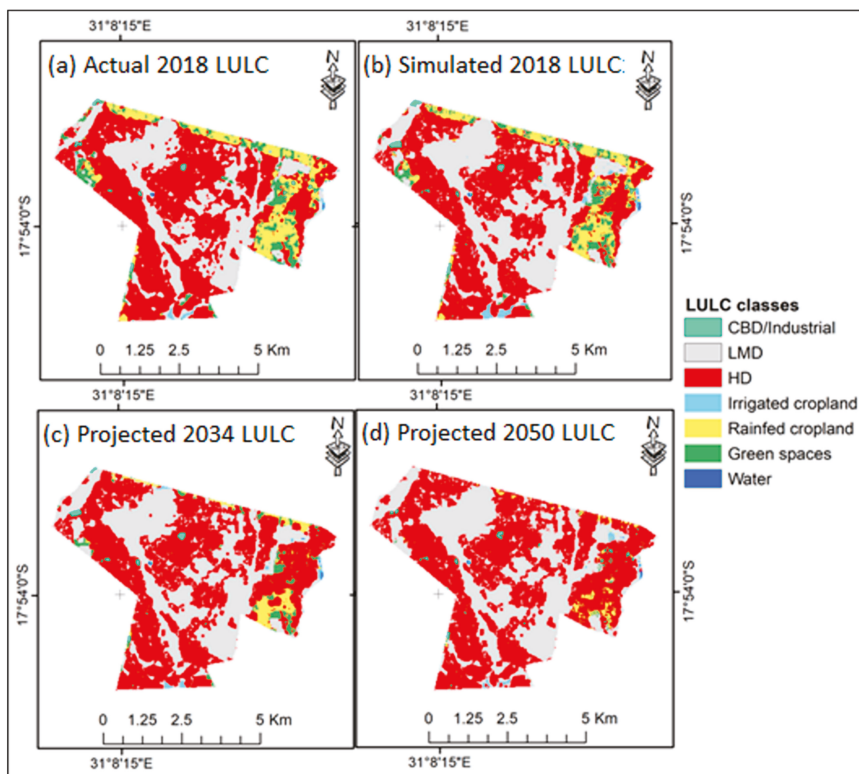 31°8'15"E 31°8'15"E
(a) Actual 2018 LULC
N
(b) Simulated 2018 LULC:
N
17°54'0"S
17°54'0"S
0 1.25 2.5 5 Km
0 1.25 2.5 5 Km
31°8'15"E
31°8'15"E
LULC classes
CBD/Industrial
LMD
HD
Irrigated cropland
Rainfed cropland
Green spaces
Water
(c) Projected 2034 LULC
N
(d) Projected 2050 LULC
N
17°54'0"S
17°54'0"S
0 1.25 2.5 5 Km
0 1.25 2.5 5 Km
31°8'15"E
31°8'15"E